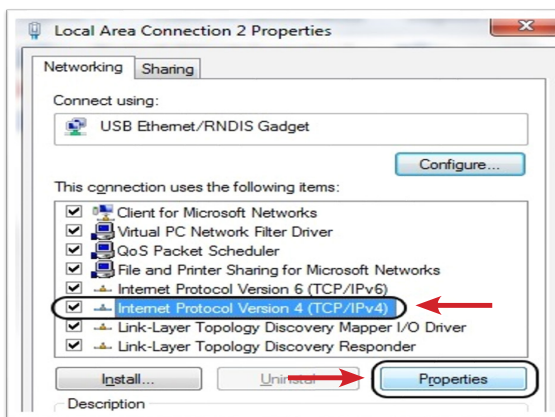 Local Area Connection 2 Properties
Networking Sharing
Connect using:
USB Ethernet/RNDIS Gadget
Configure...
This connection uses the following items:
Client for Microsoft Networks
Virtual PC Network Filter Driver
QoS Packet Scheduler
File and Printer Sharing for Microsoft Networks
Internet Protocol Version 6 (TCP/IPv6)
Internet Protocol Version 4 (TCP/IPv4)
Link-Layer Topology Discovery Mapper I/O Driver
Link-Layer Topology Discovery Responder
Install... Uninstall Properties
Description